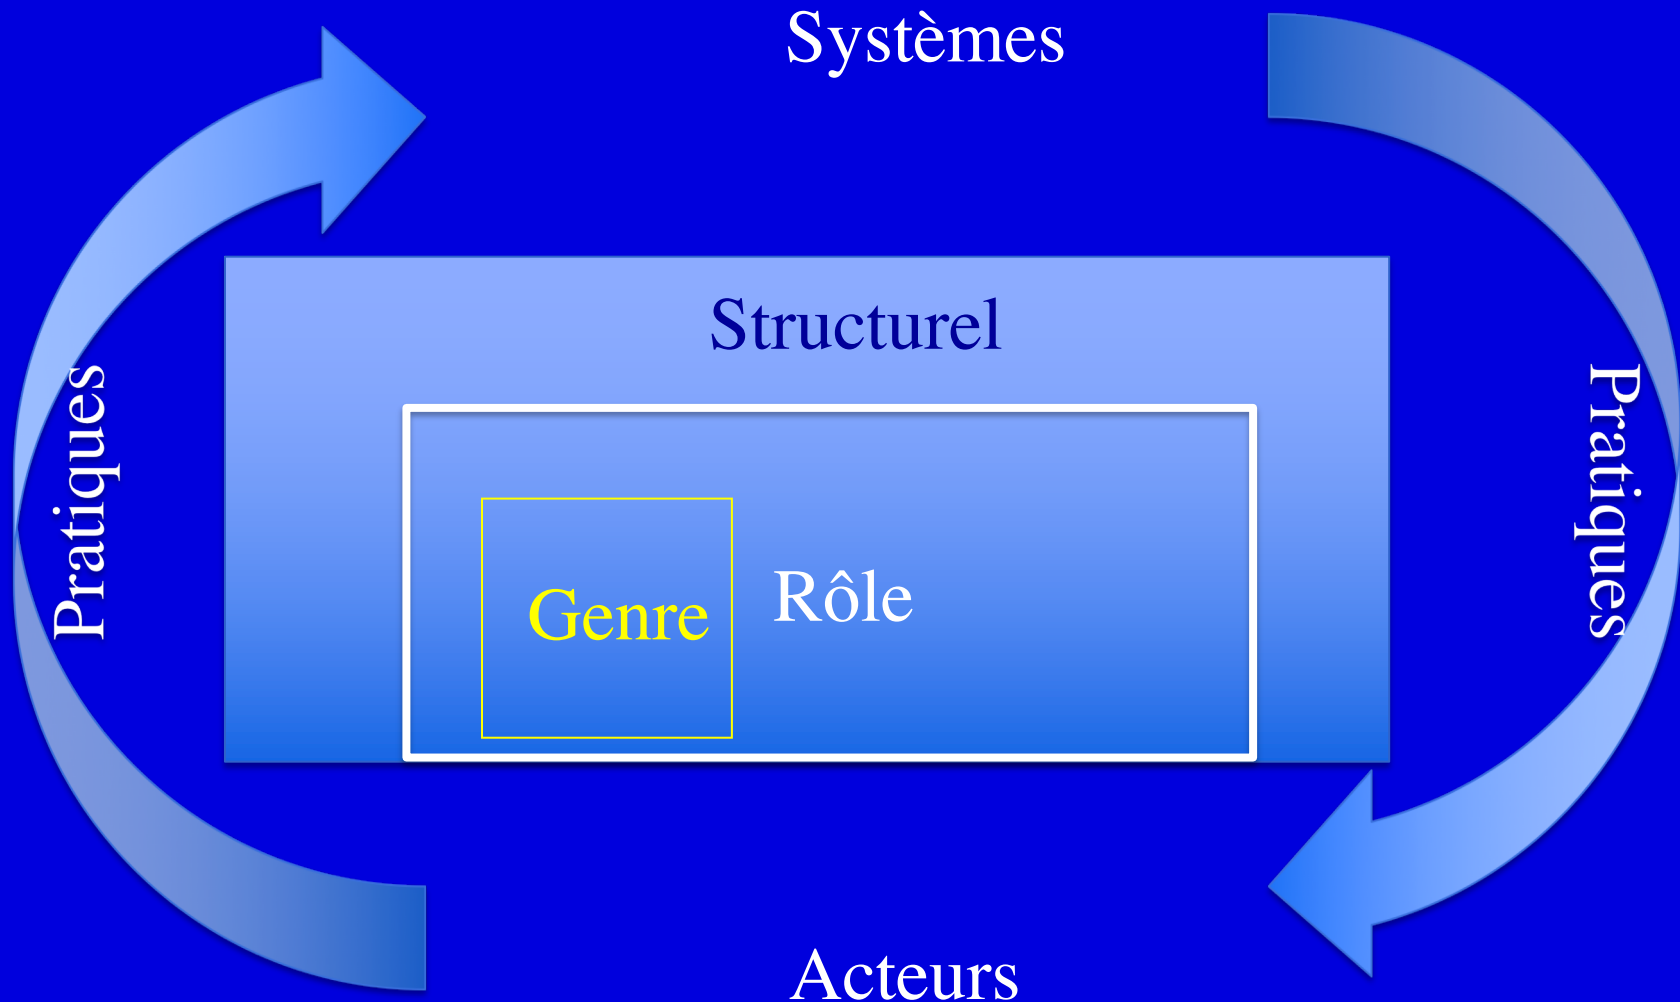 Systèmes
Structurel
Pratiques
Pratiques
Genre
Rôle
Acteurs